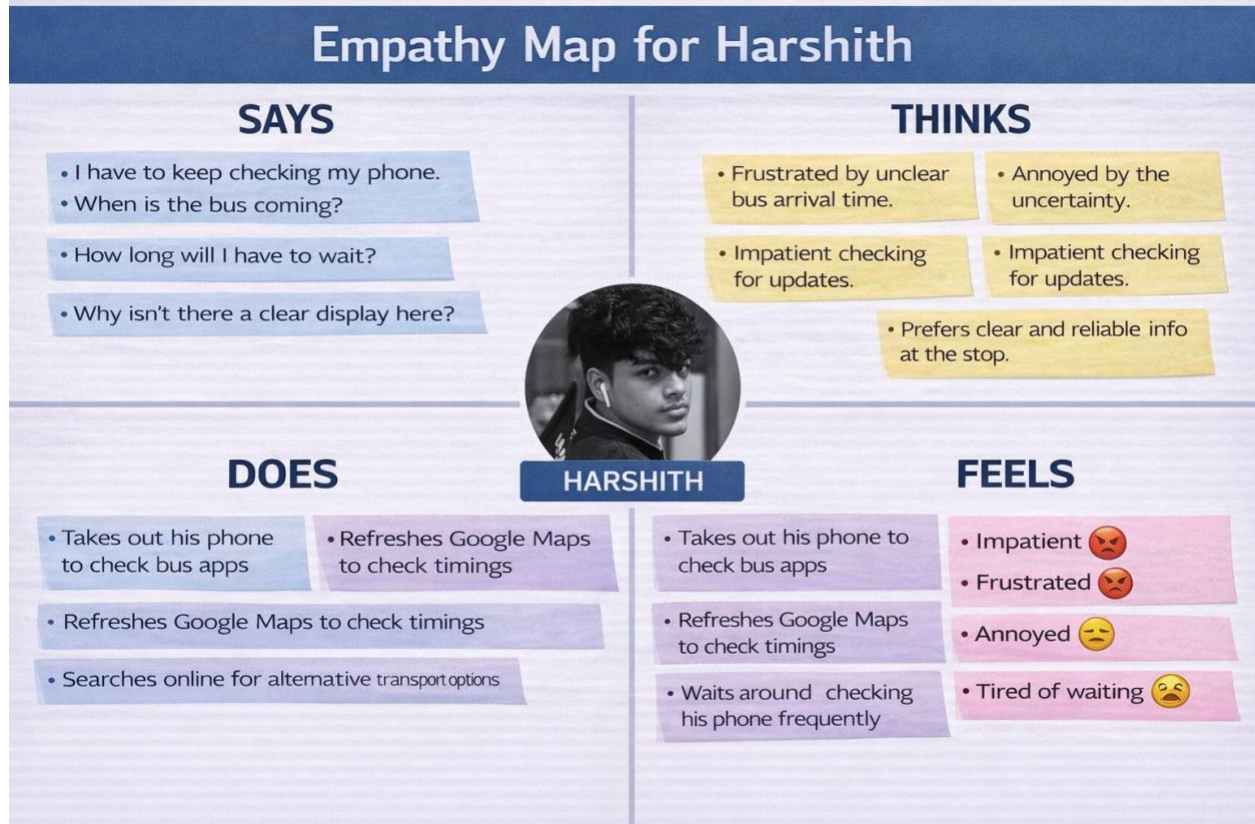 Empathy Map for Harshith
SAYS
• I have to keep checking my phone.
• When is the bus coming?
• How long will I have to wait?
• Why isn't there a clear display here?
THINKS
• Frustrated by unclear
bus arrival time.
• Annoyed by the
uncertainty.
• Impatient checking
for updates.
• Impatient checking
for updates.
• Prefers clear and reliable info
at the stop.
HARSHITH
DOES
• Takes out his phone
to check bus apps
• Refreshes Google Maps
to check timings
• Refreshes Google Maps to check timings
• Searches online for alternative transport options
FEELS
• Takes out his phone to
check bus apps
• Refreshes Google Maps
to check timings
• Waits around checking
his phone frequently
• Impatient 😡
• Frustrated 😡
• Annoyed 😔
• Tired of waiting 😫